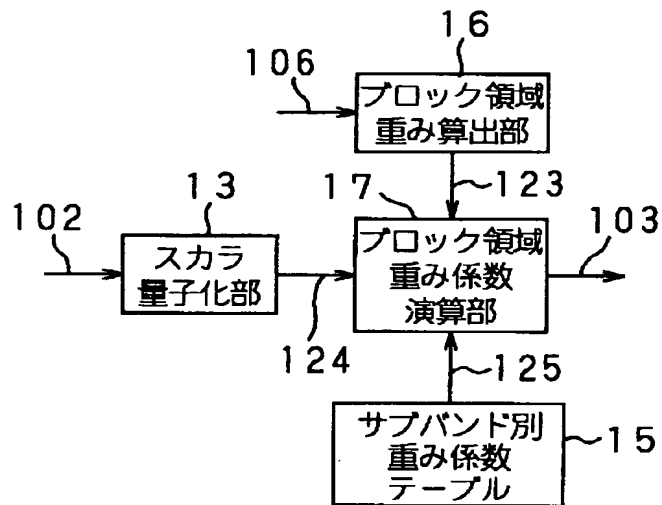 16
106
ブロック領域
重み算出部
17
123
102
13
103
スカラ
量子化部
ブロック領域
重み係数
演算部
124
125
サブバンド別
重み係数
テーブル
15